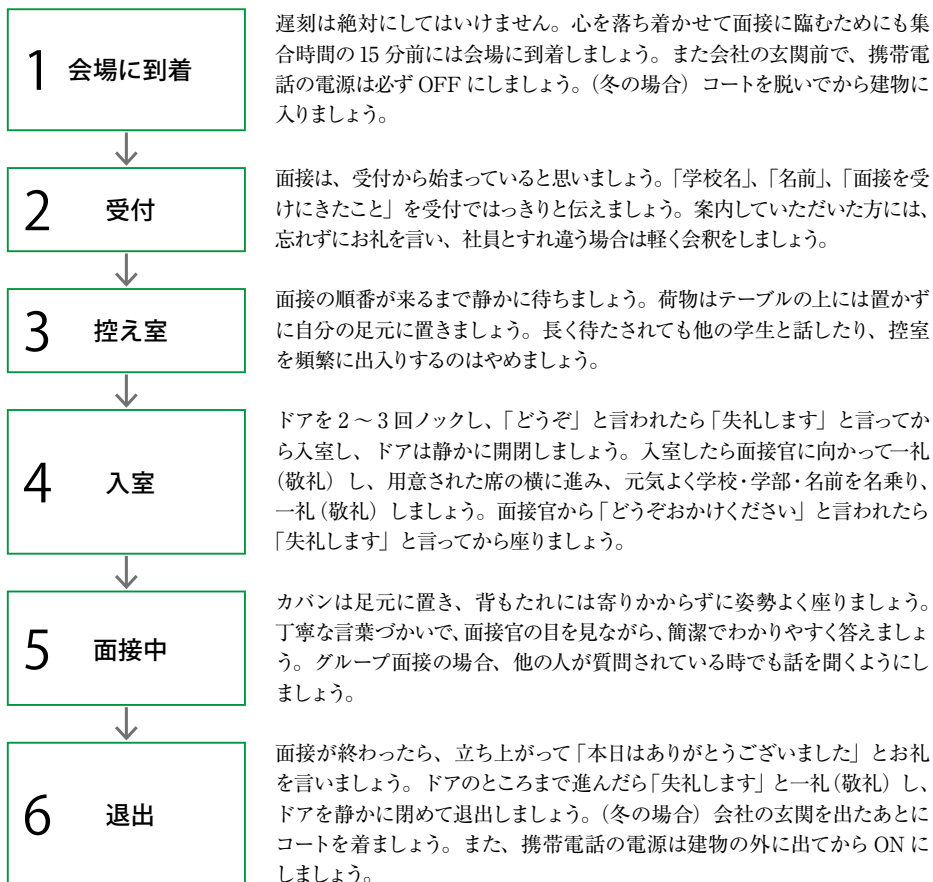 1 会場に到着
遅刻は絶対にしてはいけません。心を落ち着かせて面接に臨むためにも集
合時間の 15 分前には会場に到着しましょう。また会社の玄関前で、携帯電
話の電源は必ず OFF にしましょう。（冬の場合）コートを脱いでから建物に
入りましょう。
2 受付
面接は、受付から始まっていると思いましょう。「学校名」、「名前」、「面接を受
けにきたこと」を受付ではっきりと伝えましょう。案内していただいた方には、
忘れずにお礼を言い、社員とすれ違う場合は軽く会釈をしましょう。
3 控え室
面接の順番が来るまで静かに待ちましょう。荷物はテーブルの上には置かず
に自分の足元に置きましょう。長く待たされても他の学生と話したり、控室
を頻繁に出入りするのはやめましょう。
4 入室
ドアを 2 ～ 3 回ノックし、「どうぞ」と言われたら「失礼します」と言ってか
ら入室し、ドアは静かに開閉しましょう。入室したら面接官に向かって一礼
（敬礼）し、用意された席の横に進み、元気よく学校・学部・名前を名乗り、
一礼（敬礼）しましょう。面接官から「どうぞおかけください」と言われたら
「失礼します」と言ってから座りましょう。
5 面接中
カバンは足元に置き、背もたれには寄りかからずに姿勢よく座りましょう。
丁寧な言葉づかいで、面接官の目を見ながら、簡潔でわかりやすく答えましょ
う。グループ面接の場合、他の人が質問されている時でも話を聞くようにし
ましょう。
6 退出
面接が終わったら、立ち上がって「本日はありがとうございました」とお礼
を言いましょう。ドアのところまで進んだら「失礼します」と一礼（敬礼）し、
ドアを静かに閉めて退出しましょう。（冬の場合）会社の玄関を出たあとに
コートを着ましょう。また、携帯電話の電源は建物の外に出てから ON に
しましょう。